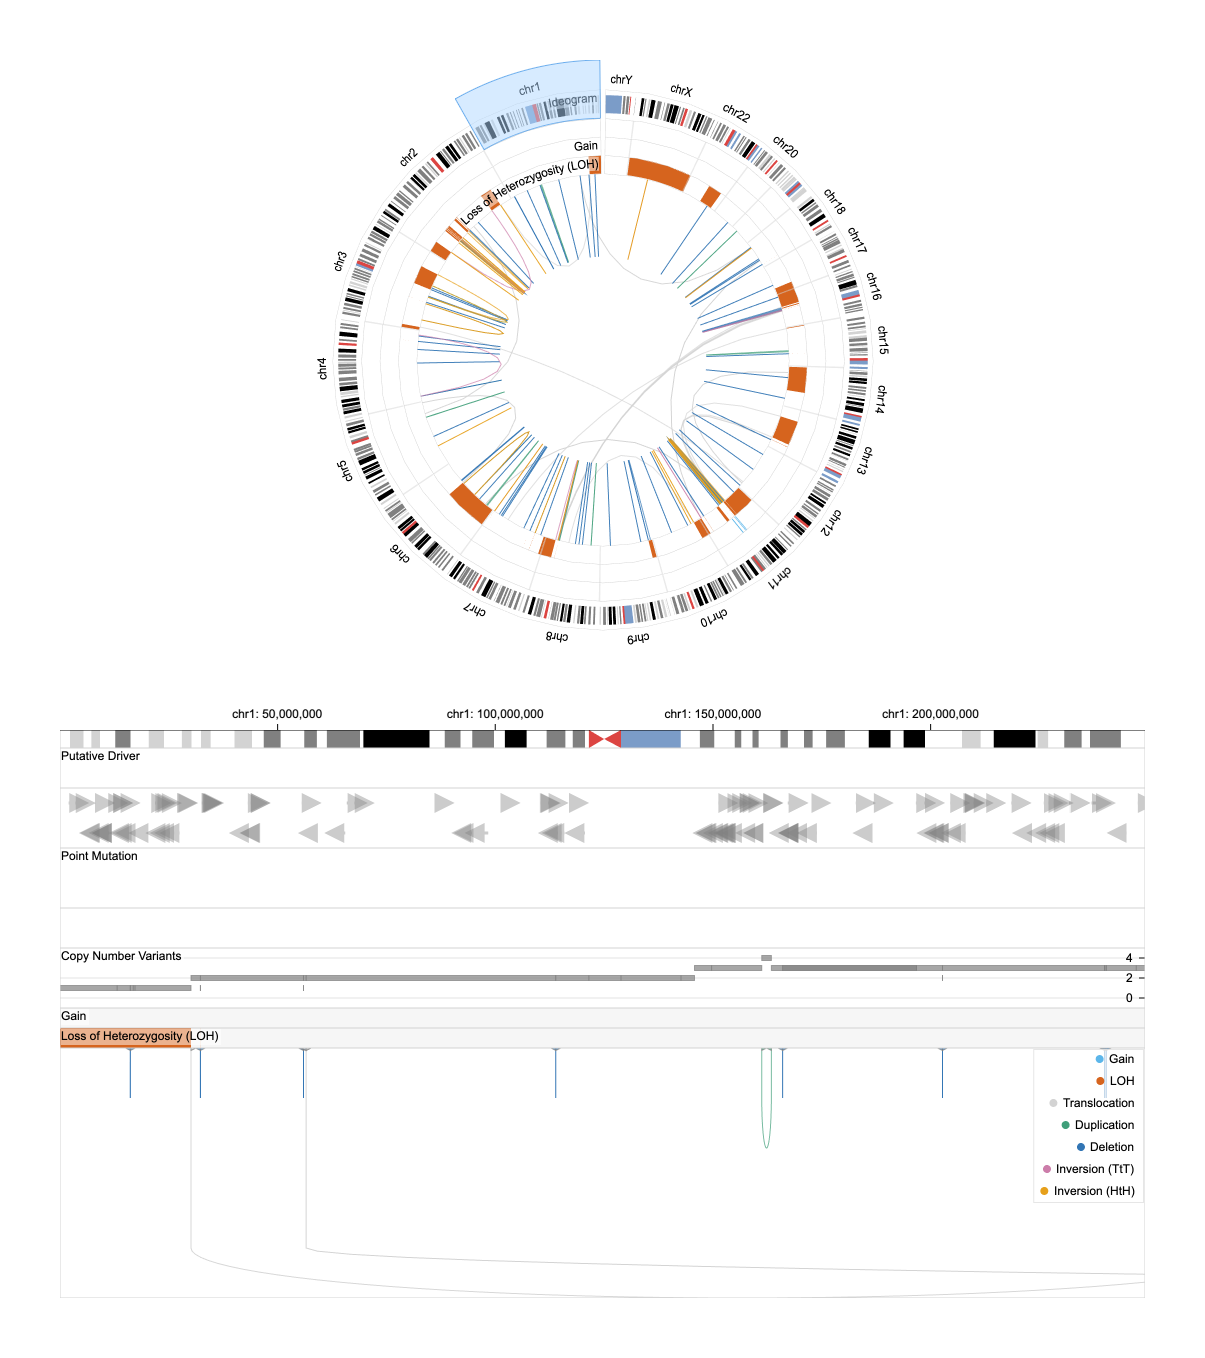 chr1
Ideogram
chrY
chrX
chr22
chr20
chr18
chr17
chr16
chr15
chr14
chr13
chr12
chr11
chr10
chr9
chr8
chr7
chr6
chr5
chr4
chr3
chr2
Gain
Loss of Heterozygosity (LOH)
chr1: 50,000,000 chr1: 100,000,000 chr1: 150,000,000 chr1: 200,000,000
Putative Driver
Point Mutation
Copy Number Variants
4
2
0
Gain
Loss of Heterozygosity (LOH)
Gain
LOH
Translocation
Duplication
Deletion
Inversion (TtT)
Inversion (HtH)